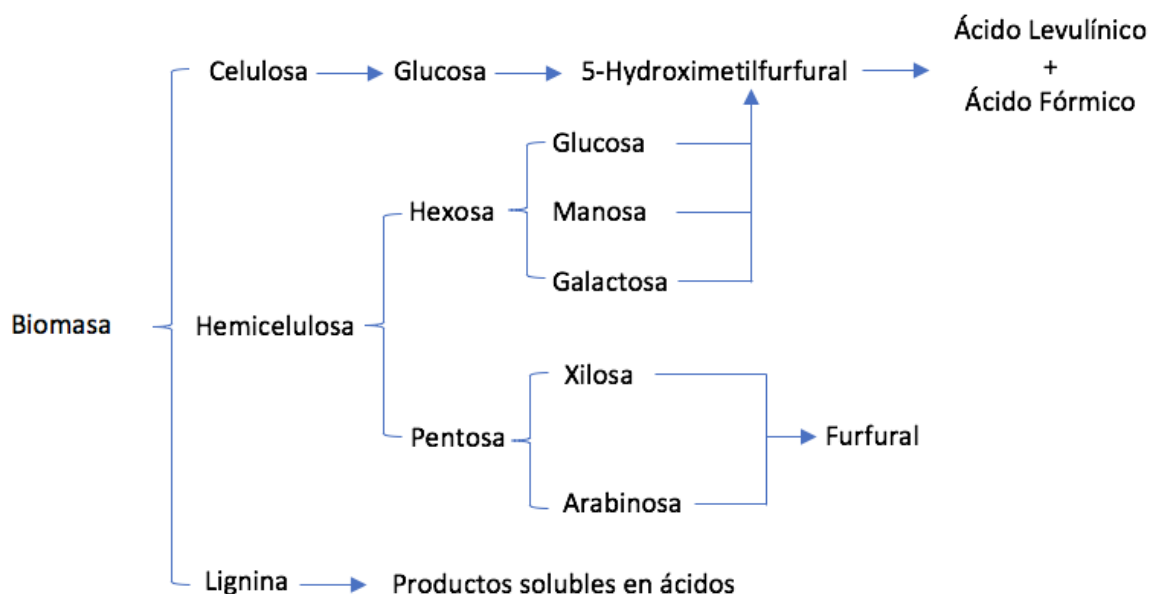 Ácido Levulínico
+
Ácido Fórmico
Celulosa
Glucosa
5-Hydroximetilfurfural
Glucosa
Hexosa
Manosa
Galactosa
Biomasa
Hemicelulosa
Xilosa
Pentosa
Furfural
Arabinosa
Lignina
Productos solubles en ácidos